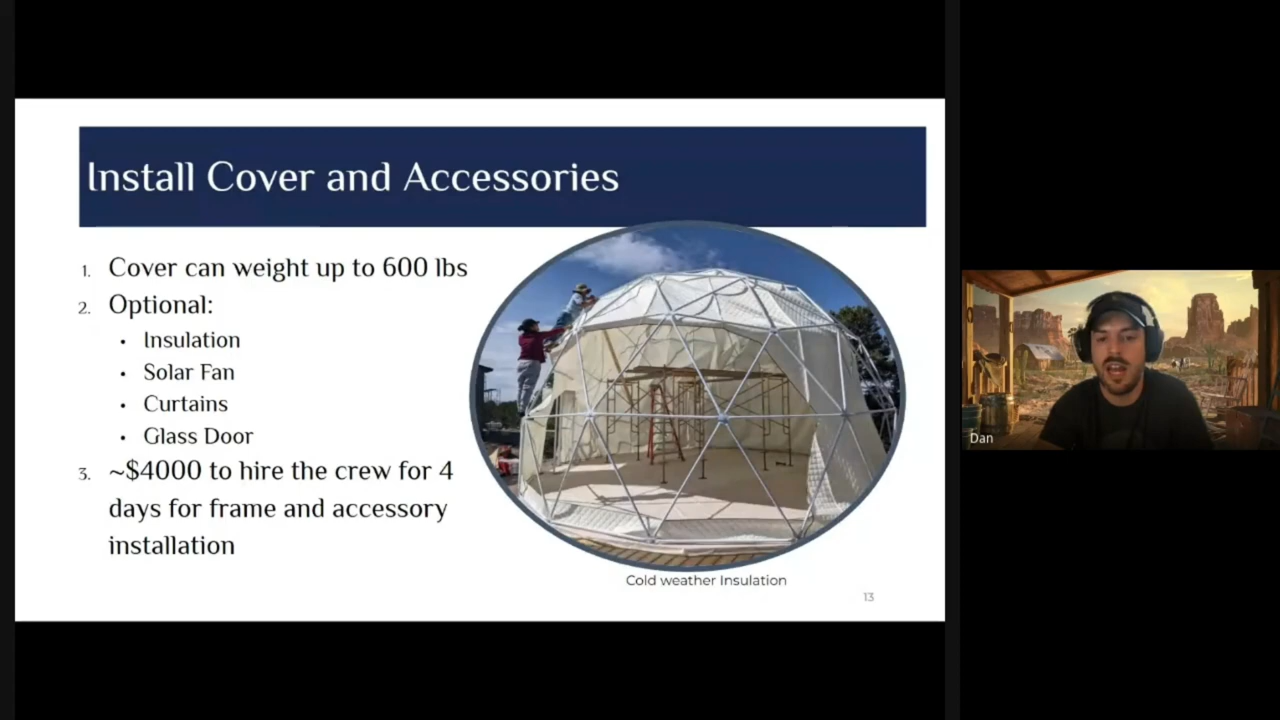 Install Cover and Accessories
1. Cover can weight up to 600 lbs
2. Optional:
• Insulation
• Solar Fan
• Curtains
• Glass Door
3. ~$4000 to hire the crew for 4
days for frame and accessory
installation
Cold weather Insulation
13
Dan